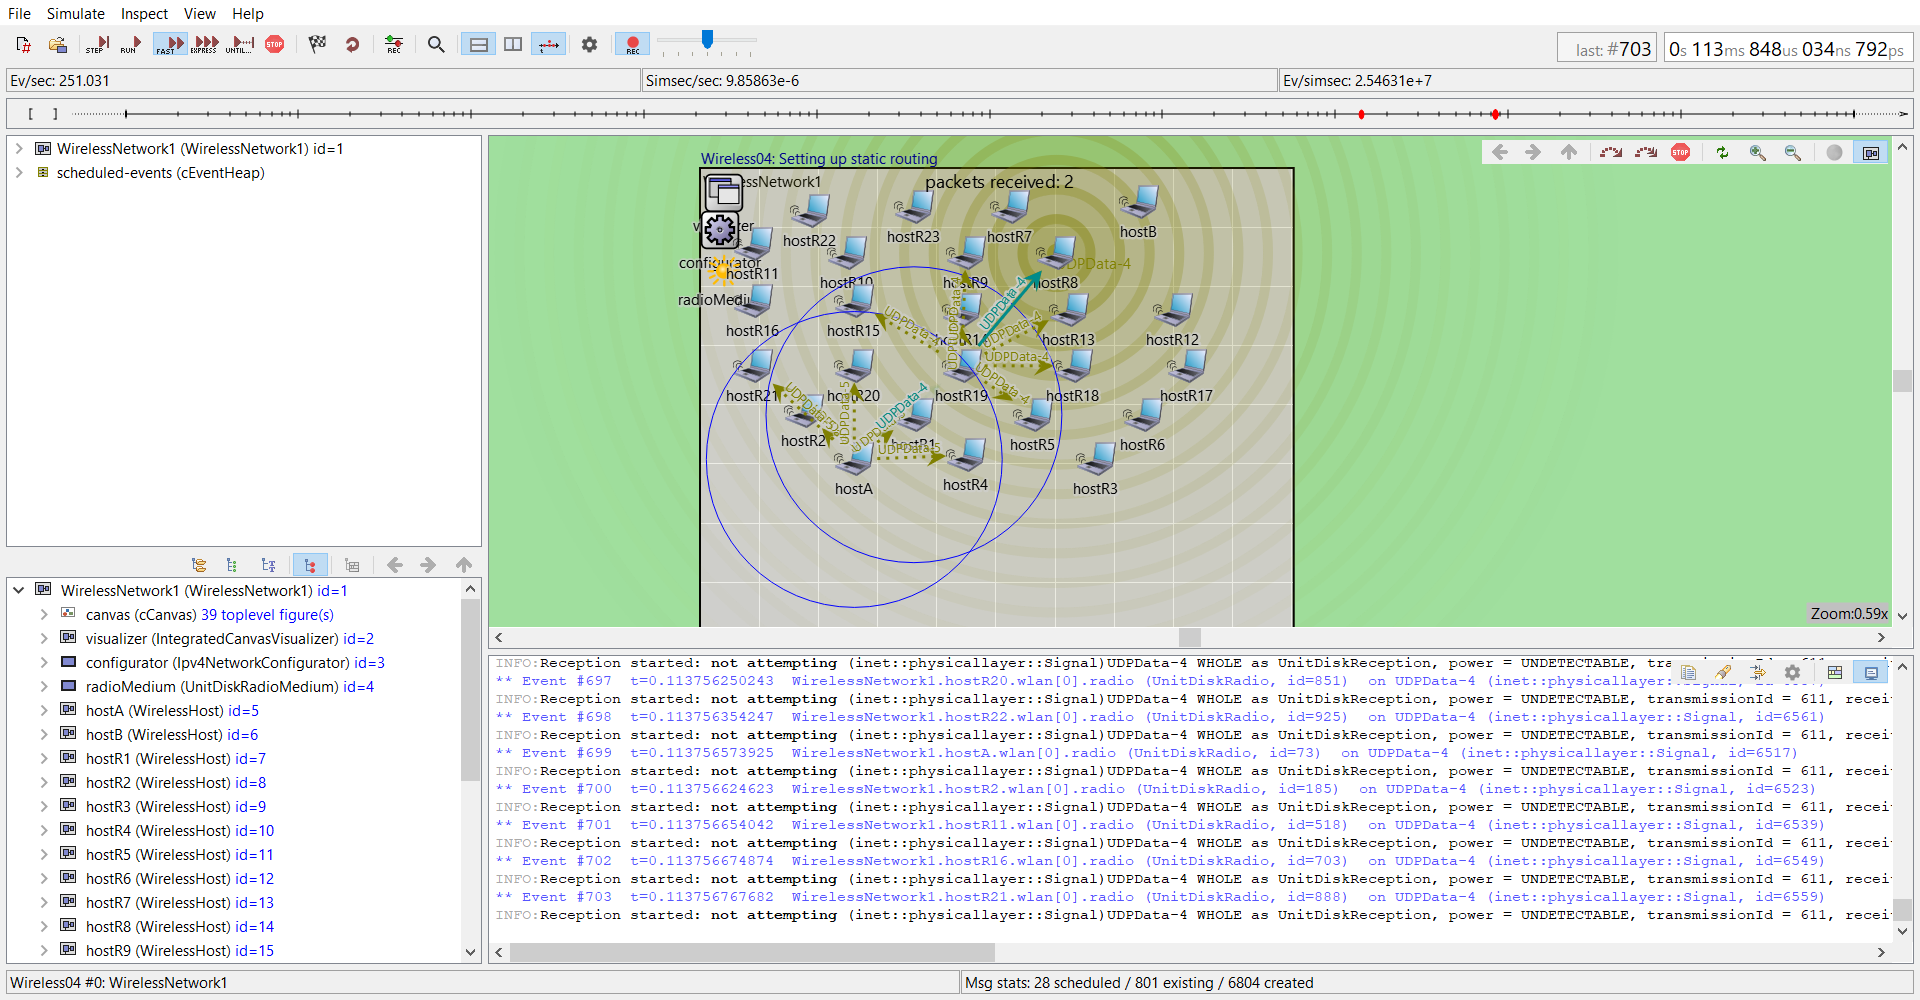 File Simulate Inspect View Help
STEP RUN FAST EXPRESS UNTIL... STOP REC REC
last: #703 0s 113ms 848us 034ns 792ps
Ev/sec: 251.031 Simsec/sec: 9.85863e-6 Ev/simsec: 2.54631e+7
[ ]
WirelessNetwork1 (WirelessNetwork1) id=1
scheduled-events (cEventHeap)
WirelessNetwork1 (WirelessNetwork1) id=1
canvas (cCanvas) 39 toplevel figure(s)
visualizer (IntegratedCanvasVisualizer) id=2
configurator (Ipv4NetworkConfigurator) id=3
radioMedium (UnitDiskRadioMedium) id=4
hostA (WirelessHost) id=5
hostB (WirelessHost) id=6
hostR1 (WirelessHost) id=7
hostR2 (WirelessHost) id=8
hostR3 (WirelessHost) id=9
hostR4 (WirelessHost) id=10
hostR5 (WirelessHost) id=11
hostR6 (WirelessHost) id=12
hostR7 (WirelessHost) id=13
hostR8 (WirelessHost) id=14
hostR9 (WirelessHost) id=15
Wireless04: Setting up static routing
STOP
packets received: 2
hostR22 hostR23 hostR7 hostB
configurator
hostR11 hostR10 hostR9 hostR8
UDPData-4
hostR16 hostR15 hostR13 hostR12
UDPData-4
UDPData-4
UDPData-4
UDPData-4
UDPData-4
hostR21 hostR20 hostR19 hostR18 hostR17
UDPData-4
UDPData-5
UDPData-5
UDPData-4
hostR2 hostR1 hostR5 hostR6
UDPData-5
hostA hostR4 hostR3
Zoom:0.59x
INFO:Reception started: not attempting (inet::physicallayer::Signal)UDPData-4 WHOLE as UnitDiskReception, power = UNDETECTABLE, transmissionId = 611,
** Event #697 t=0.113756250243 WirelessNetwork1.hostR20.wlan[0].radio (UnitDiskRadio, id=851) on UDPData-4 (inet::physicallayer::Signal,
INFO:Reception started: not attempting (inet::physicallayer::Signal)UDPData-4 WHOLE as UnitDiskReception, power = UNDETECTABLE, transmissionId = 611, recei
** Event #698 t=0.113756354247 WirelessNetwork1.hostR22.wlan[0].radio (UnitDiskRadio, id=925) on UDPData-4 (inet::physicallayer::Signal, id=6561)
INFO:Reception started: not attempting (inet::physicallayer::Signal)UDPData-4 WHOLE as UnitDiskReception, power = UNDETECTABLE, transmissionId = 611, recei
** Event #699 t=0.113756573925 WirelessNetwork1.hostA.wlan[0].radio (UnitDiskRadio, id=73) on UDPData-4 (inet::physicallayer::Signal, id=6517)
INFO:Reception started: not attempting (inet::physicallayer::Signal)UDPData-4 WHOLE as UnitDiskReception, power = UNDETECTABLE, transmissionId = 611, recei
** Event #700 t=0.113756624623 WirelessNetwork1.hostR2.wlan[0].radio (UnitDiskRadio, id=185) on UDPData-4 (inet::physicallayer::Signal, id=6523)
INFO:Reception started: not attempting (inet::physicallayer::Signal)UDPData-4 WHOLE as UnitDiskReception, power = UNDETECTABLE, transmissionId = 611, recei
** Event #701 t=0.113756654042 WirelessNetwork1.hostR11.wlan[0].radio (UnitDiskRadio, id=518) on UDPData-4 (inet::physicallayer::Signal, id=6539)
INFO:Reception started: not attempting (inet::physicallayer::Signal)UDPData-4 WHOLE as UnitDiskReception, power = UNDETECTABLE, transmissionId = 611, recei
** Event #702 t=0.113756674874 WirelessNetwork1.hostR16.wlan[0].radio (UnitDiskRadio, id=703) on UDPData-4 (inet::physicallayer::Signal, id=6549)
INFO:Reception started: not attempting (inet::physicallayer::Signal)UDPData-4 WHOLE as UnitDiskReception, power = UNDETECTABLE, transmissionId = 611, recei
** Event #703 t=0.113756767682 WirelessNetwork1.hostR21.wlan[0].radio (UnitDiskRadio, id=888) on UDPData-4 (inet::physicallayer::Signal, id=6559)
INFO:Reception started: not attempting (inet::physicallayer::Signal)UDPData-4 WHOLE as UnitDiskReception, power = UNDETECTABLE, transmissionId = 611, recei
Wireless04 #0: WirelessNetwork1 Msg stats: 28 scheduled / 801 existing / 6804 created